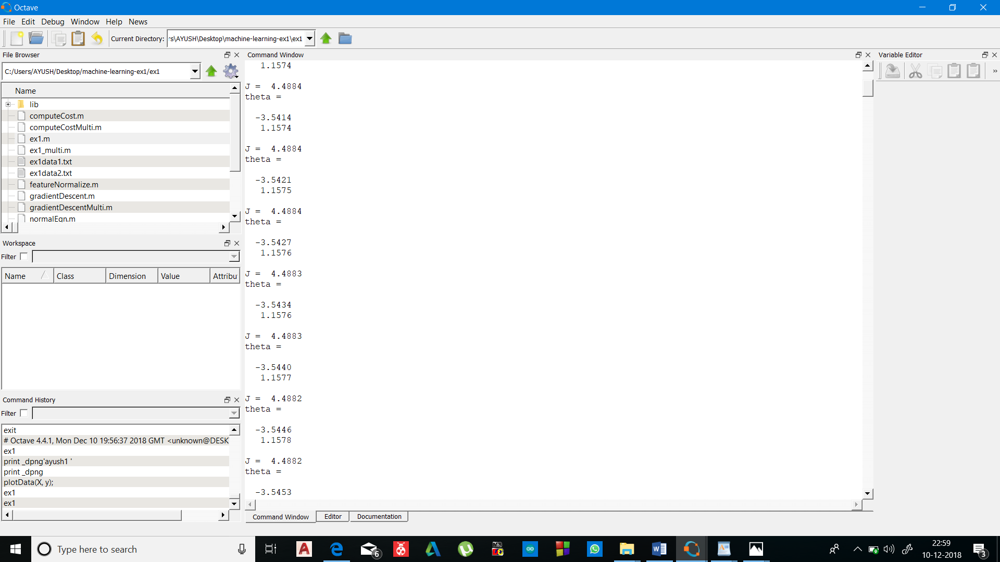 Octave
File Edit Debug Window Help News
Current Directory: rs\AYUSH\Desktop\machine-learning-ex1\ex1
File Browser
C:/Users/AYUSH/Desktop/machine-learning-ex1/ex1
Name
lib
computeCost.m
computeCostMulti.m
ex1.m
ex1_multi.m
ex1data1.txt
ex1data2.txt
featureNormalize.m
gradientDescent.m
gradientDescentMulti.m
normalEqn.m
Workspace
Filter
Name Class Dimension Value Attribu
Command History
Filter
exit
# Octave 4.4.1, Mon Dec 10 19:56:37 2018 GMT <unknown@DESK
ex1
print _dpng'ayush1 '
print _dpng
plotData(X, y);
ex1
ex1
Command Window
1.1574
J = 4.4884
theta =
-3.5414
1.1574
J = 4.4884
theta =
-3.5421
1.1575
J = 4.4884
theta =
-3.5427
1.1576
J = 4.4883
theta =
-3.5434
1.1576
J = 4.4883
theta =
-3.5440
1.1577
J = 4.4882
theta =
-3.5446
1.1578
J = 4.4882
theta =
-3.5453
Command Window Editor Documentation
Variable Editor
»
Type here to search
6
MS
22:59
10-12-2018
3